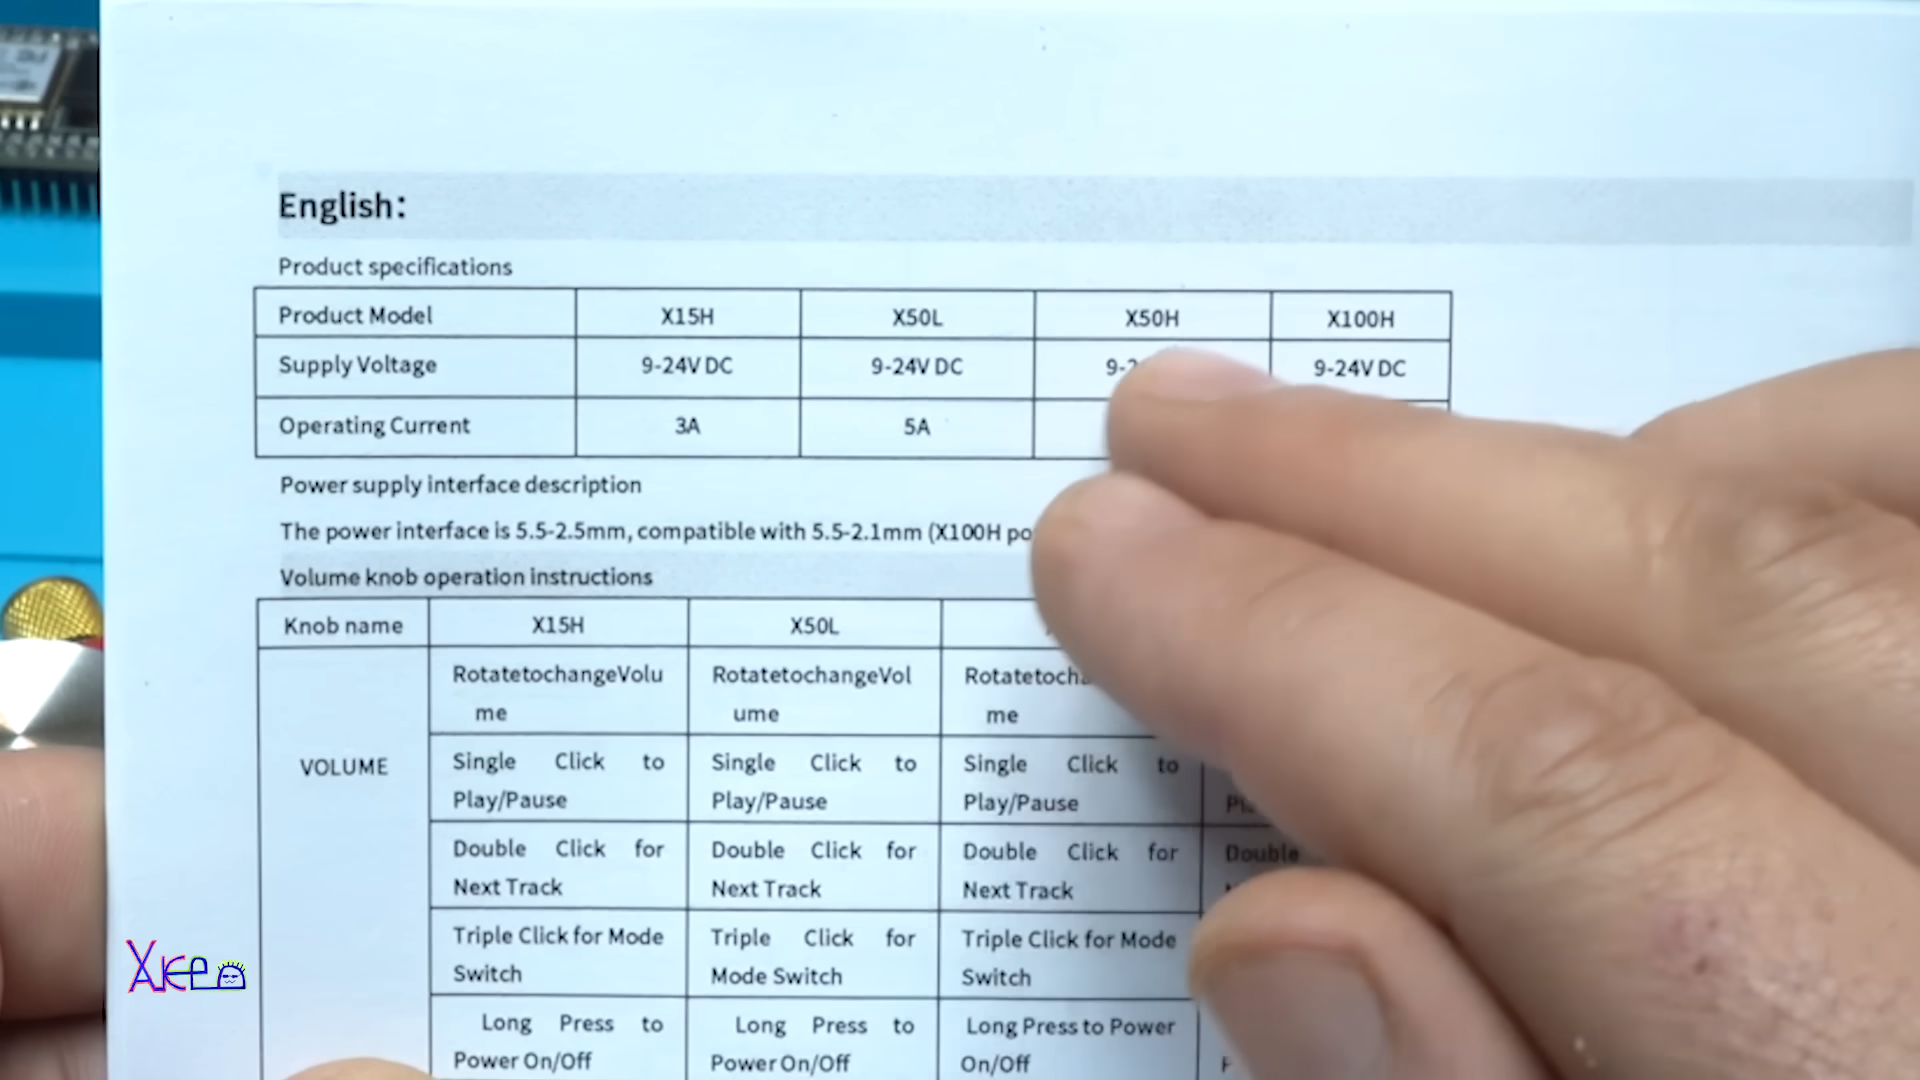 English:
Product specifications
Product Model X15H X50L X50H X100H
Supply Voltage 9-24V DC 9-24V DC 9-2 9-24V DC
Operating Current 3A 5A
Power supply interface description
The power interface is 5.5-2.5mm, compatible with 5.5-2.1mm (X100H po
Volume knob operation instructions
Knob name X15H X50L
RotatetochangeVolu RotatetochangeVol Rotatetocha
me ume me
VOLUME
Single Click to Single Click to Single Click to
Play/Pause Play/Pause Play/Pause
Double Click for Double Click for Double Click for Double
Next Track Next Track Next Track
Triple Click for Mode Triple Click for Triple Click for Mode
Switch Mode Switch Switch
Long Press to Long Press to Long Press to Power
Power On/Off Power On/Off On/Off